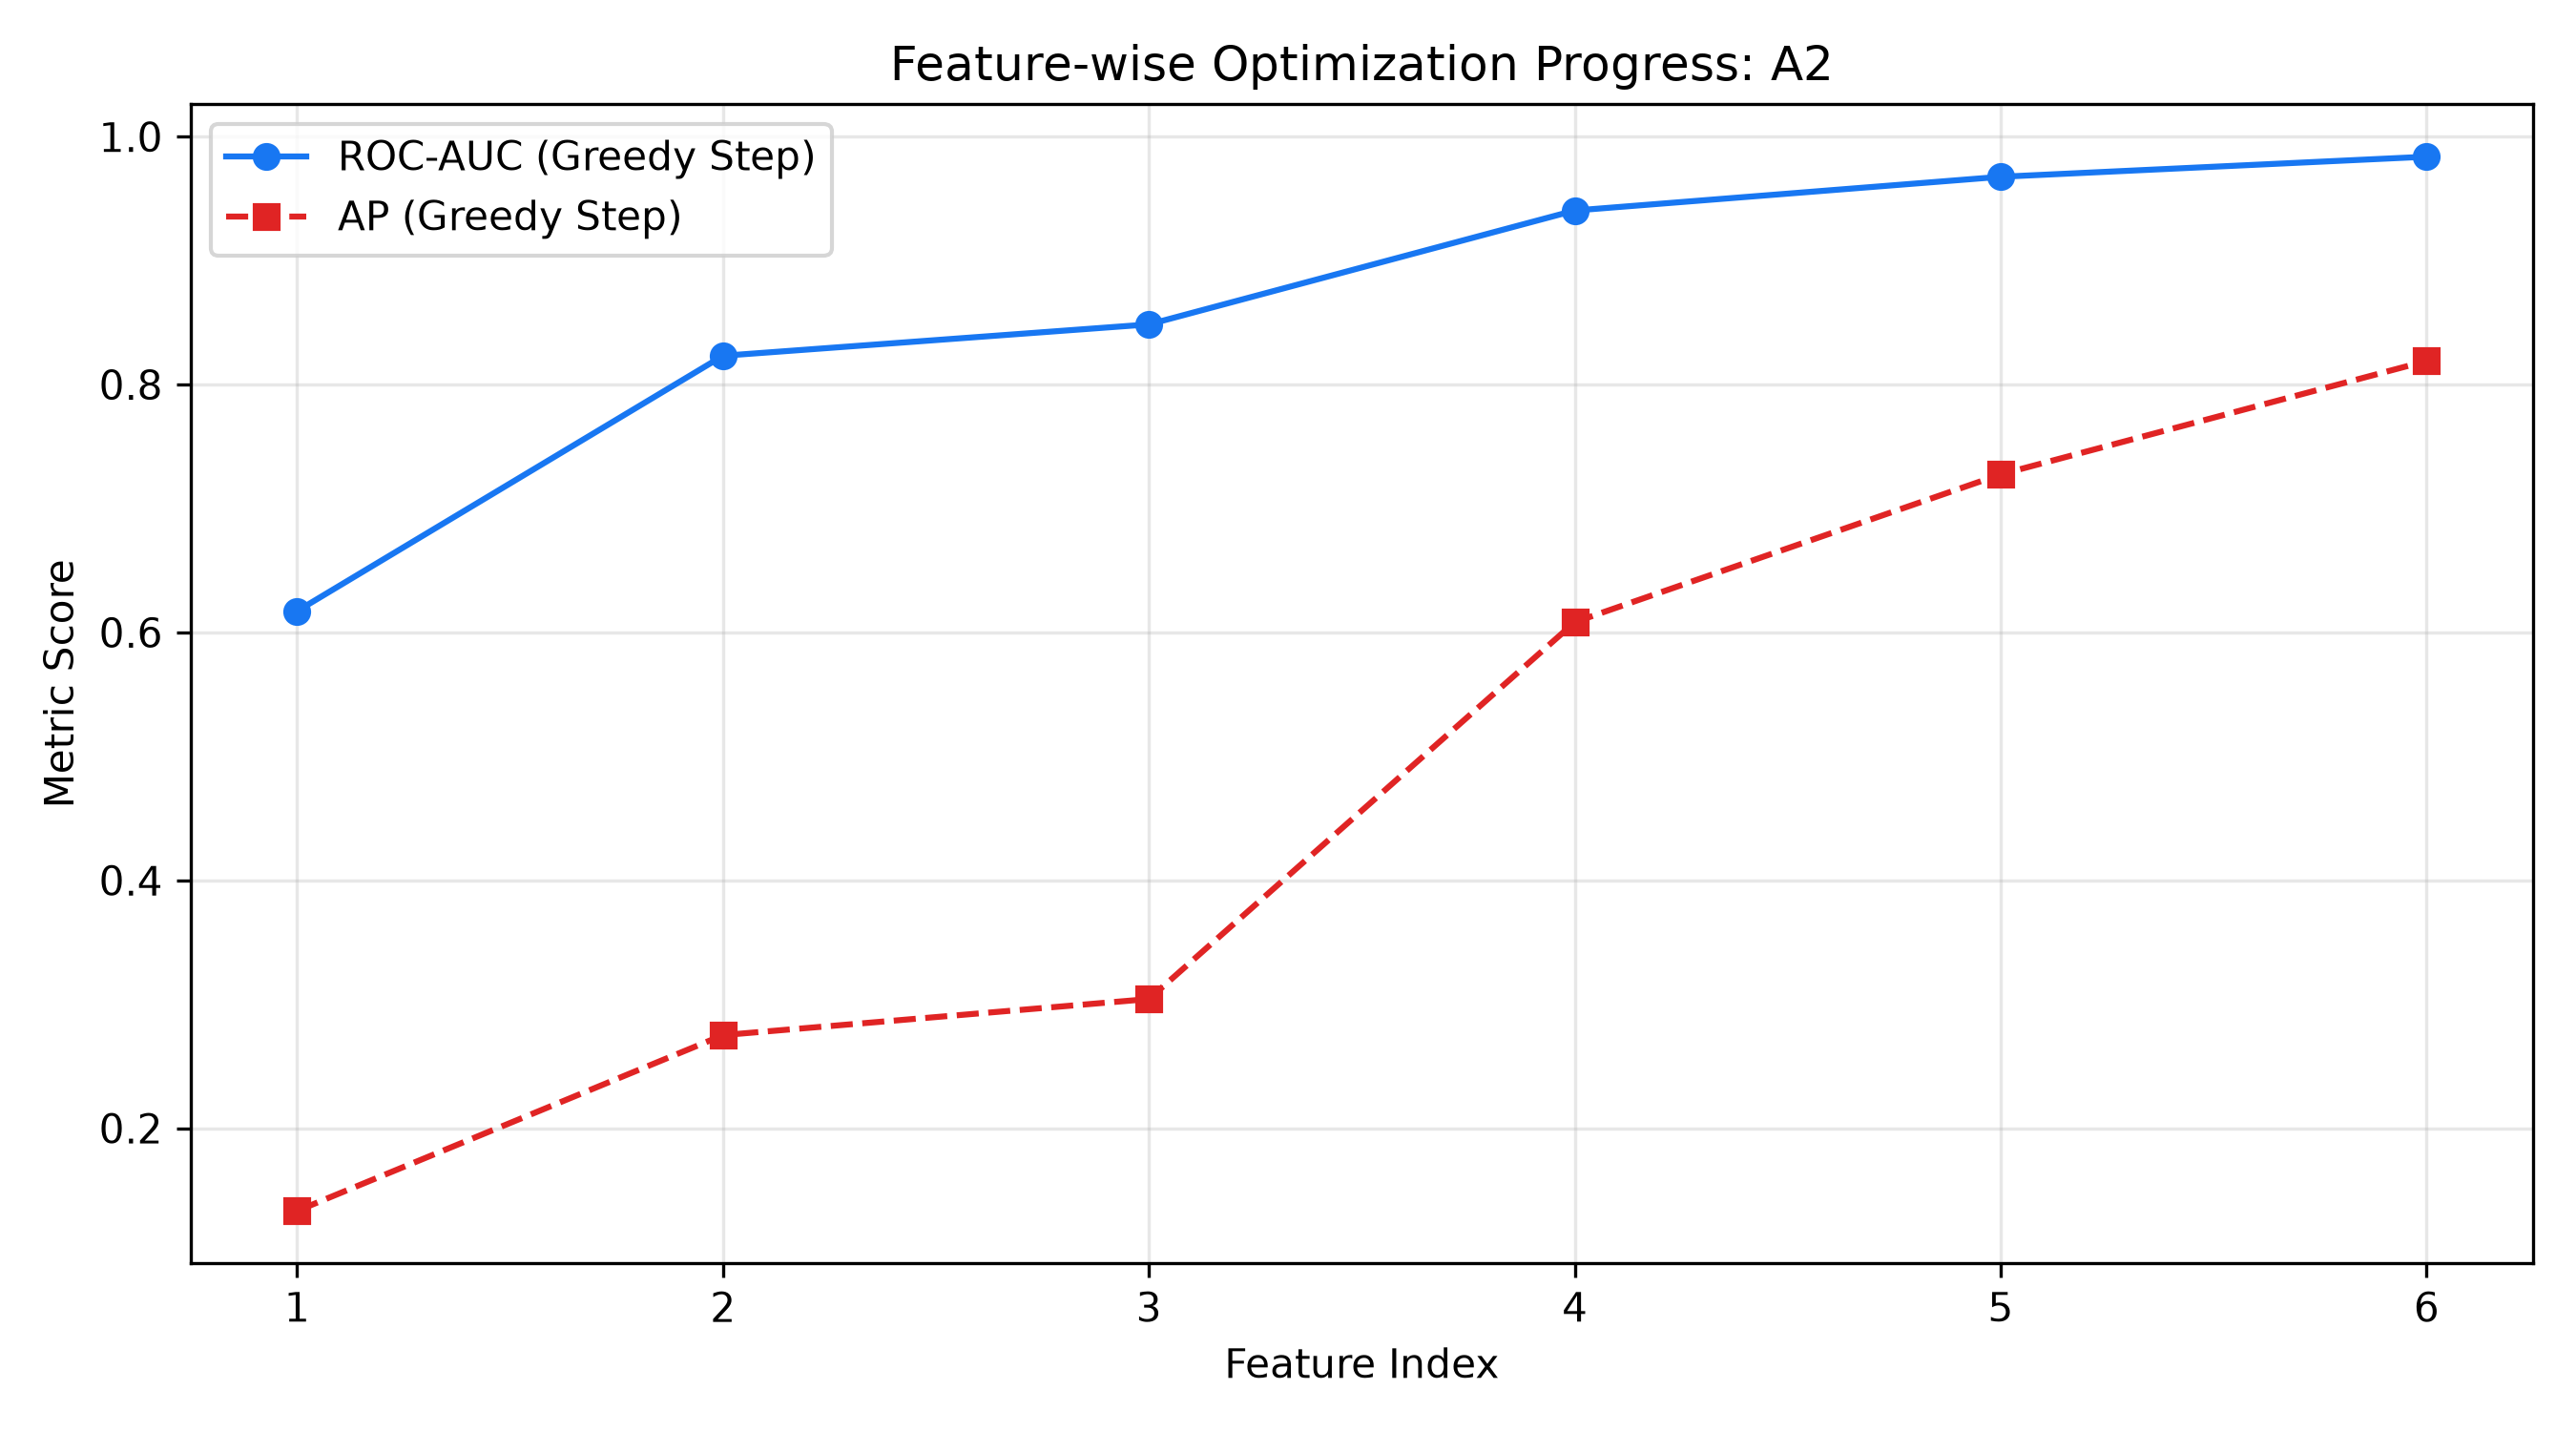 Feature-wise Optimization Progress: A2
ROC-AUC (Greedy Step)
AP (Greedy Step)
Metric Score
1.0
0.8
0.6
0.4
0.2
1 2 3 4 5 6
Feature Index